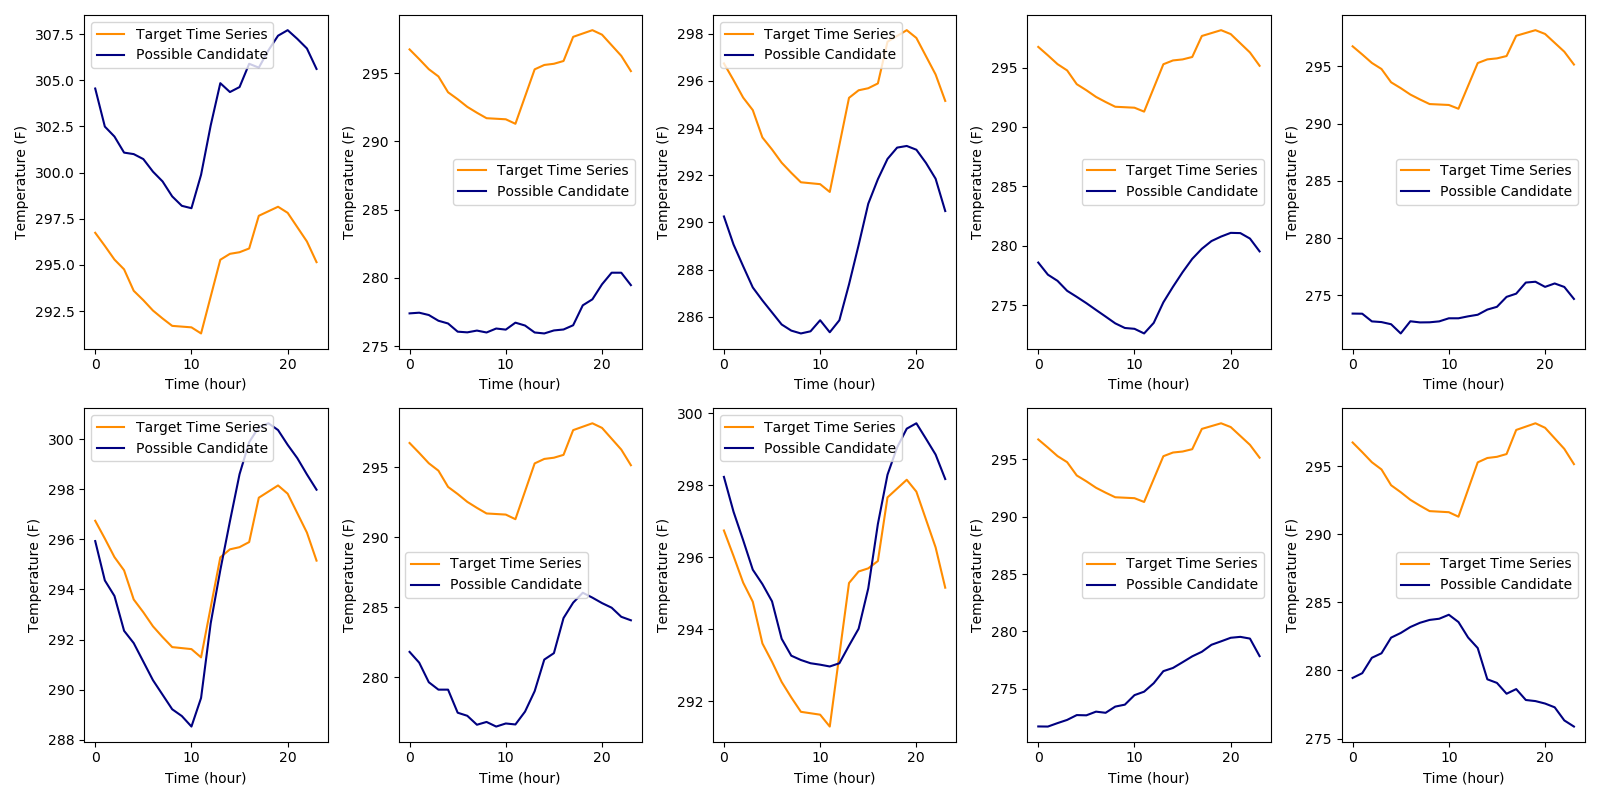 Temperature (F)
307.5
305.0
302.5
300.0
297.5
295.0
292.5
Target Time Series
Possible Candidate
0 10 20
Time (hour)
Temperature (F)
295
290
285
280
275
Target Time Series
Possible Candidate
0 10 20
Time (hour)
Temperature (F)
298
296
294
292
290
288
286
Target Time Series
Possible Candidate
0 10 20
Time (hour)
Temperature (F)
295
290
285
280
275
Target Time Series
Possible Candidate
0 10 20
Time (hour)
Temperature (F)
295
290
285
280
275
Target Time Series
Possible Candidate
0 10 20
Time (hour)
Temperature (F)
300
298
296
294
292
290
288
Target Time Series
Possible Candidate
0 10 20
Time (hour)
Temperature (F)
295
290
285
280
Target Time Series
Possible Candidate
0 10 20
Time (hour)
Temperature (F)
300
298
296
294
292
Target Time Series
Possible Candidate
0 10 20
Time (hour)
Temperature (F)
295
290
285
280
275
Target Time Series
Possible Candidate
0 10 20
Time (hour)
Temperature (F)
295
290
285
280
275
Target Time Series
Possible Candidate
0 10 20
Time (hour)